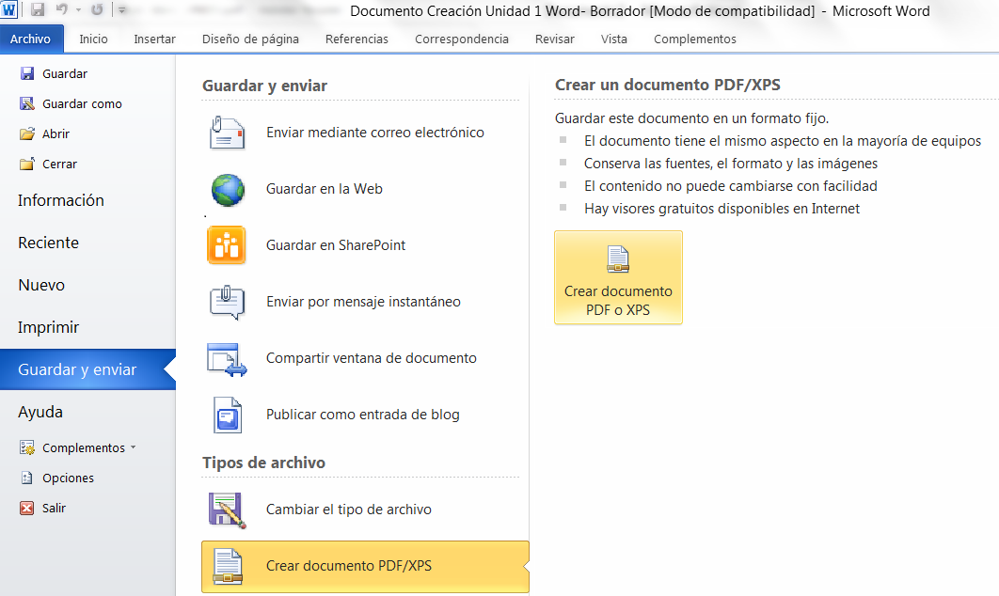 Documento Creación Unidad 1 Word- Borrador [Modo de compatibilidad] - Microsoft Word
Archivo Inicio Insertar Diseño de página Referencias Correspondencia Revisar Vista Complementos
Guardar
Guardar como
Abrir
Cerrar
Información
Reciente
Nuevo
Imprimir
Guardar y enviar
Ayuda
Complementos
Opciones
Salir
Guardar y enviar
Enviar mediante correo electrónico
Guardar en la Web
Guardar en SharePoint
Enviar por mensaje instantáneo
Compartir ventana de documento
Publicar como entrada de blog
Tipos de archivo
Cambiar el tipo de archivo
Crear documento PDF/XPS
Crear un documento PDF/XPS
Guardar este documento en un formato fijo.
El documento tiene el mismo aspecto en la mayoría de equipos
Conserva las fuentes, el formato y las imágenes
El contenido no puede cambiarse con facilidad
Hay visores gratuitos disponibles en Internet
Crear documento
PDF o XPS